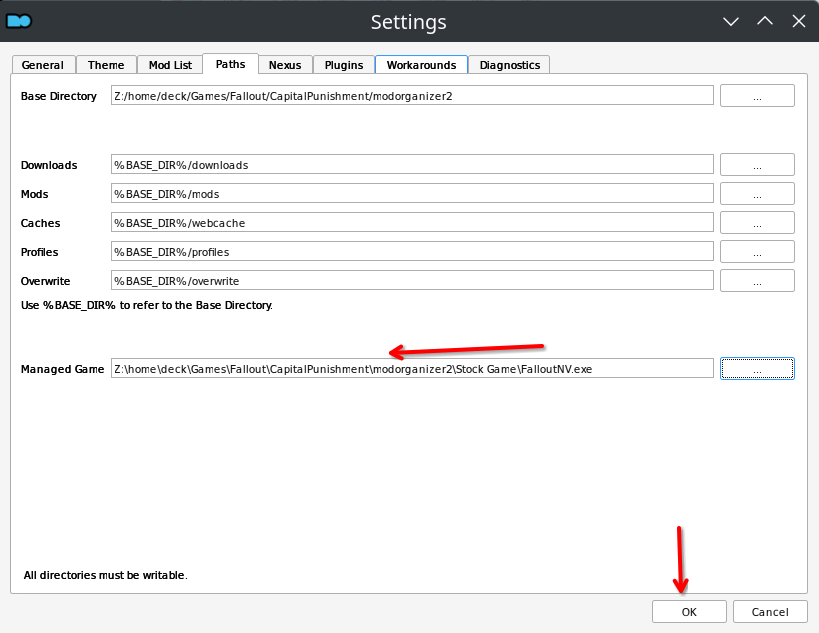 Settings
General Theme Mod List Paths Nexus Plugins Workarounds Diagnostics
Base Directory Z:/home/deck/Games/Fallout/CapitalPunishment/modorganizer2 ...
Downloads %BASE_DIR%/downloads ...
Mods %BASE_DIR%/mods ...
Caches %BASE_DIR%/webcache ...
Profiles %BASE_DIR%/profiles ...
Overwrite %BASE_DIR%/overwrite ...
Use %BASE_DIR% to refer to the Base Directory.
Managed Game Z:\home\deck\Games\Fallout\CapitalPunishment\modorganizer2\Stock Game\FalloutNV.exe ...
All directories must be writable.
OK Cancel